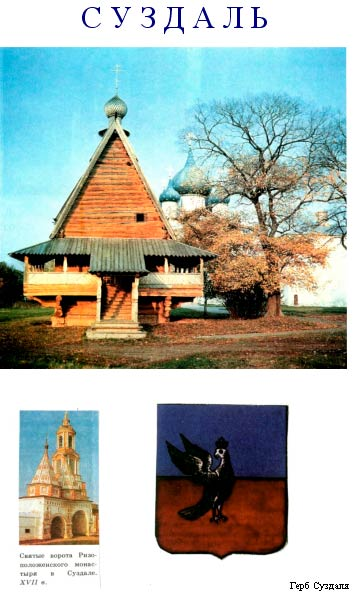 СУЗДАЛЬ
Святые ворота Ризо-
положенского монас-
тыря в Суздале.
XVII в.
Герб Суздаля